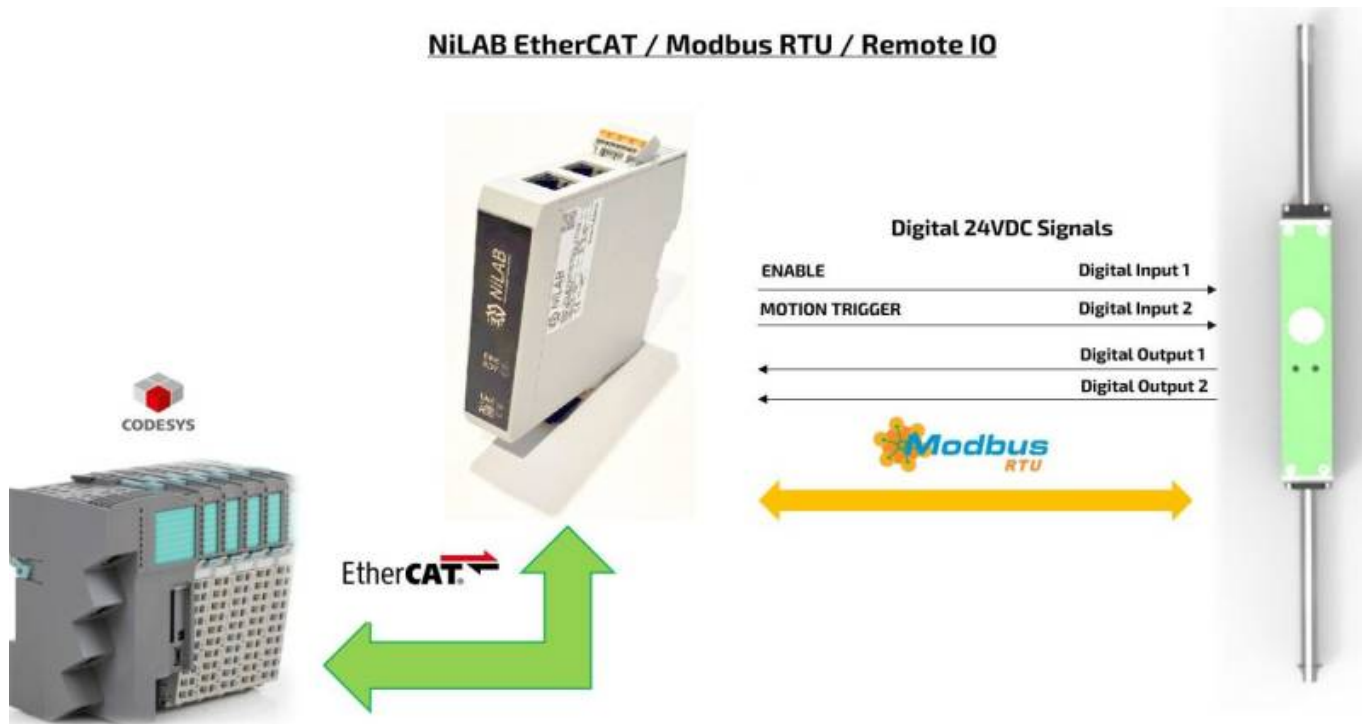 NiLAB EtherCAT / Modbus RTU / Remote IO
NiLAB
NiLAB
Digital 24VDC Signals
ENABLE
Digital Input 1
MOTION TRIGGER
Digital Input 2
Digital Output 1
Digital Output 2
Modbus
RTU
CODESYS
EtherCAT